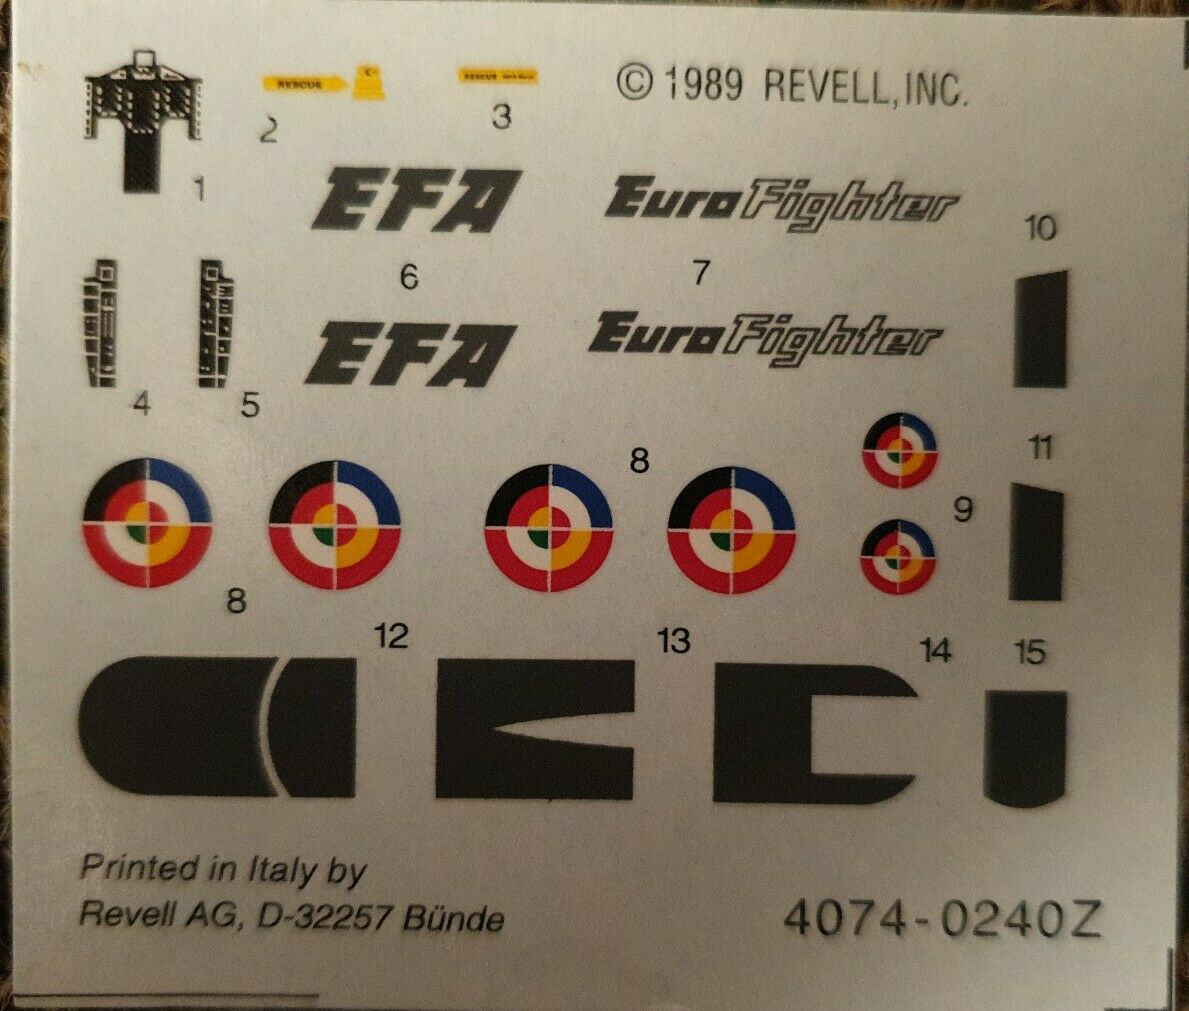 RESCUE
RESCUE
© 1989 REVELL, INC.
2
3
1
EFA
EuroFighter
10
6
7
EFA
EuroFighter
4
5
8
11
9
8
12
13
14
15
Printed in Italy by
Revell AG, D-32257 Bünde
4074-0240Z